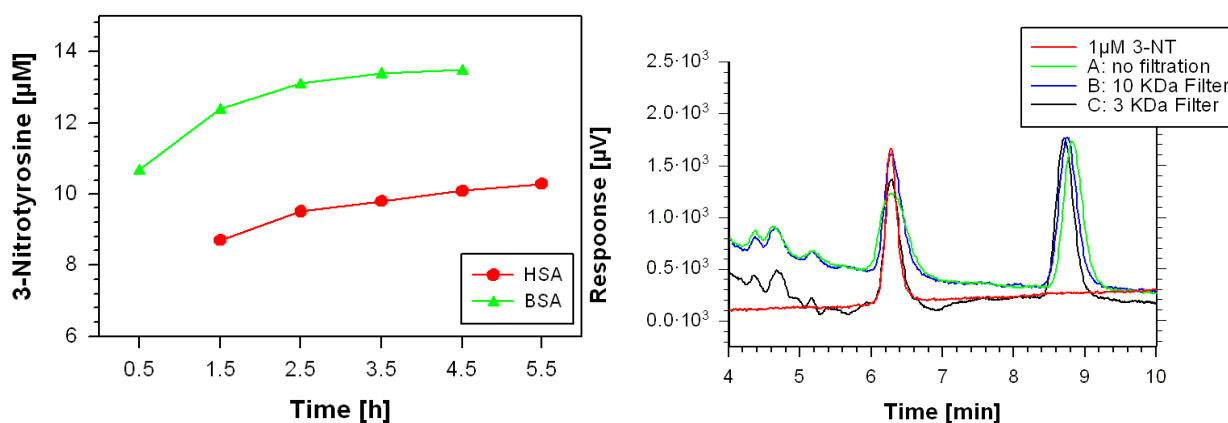 3-Nitrotyrosine [µM]
14
12
10
8
6
0.5 1.5 2.5 3.5 4.5 5.5
Time [h]
HSA
BSA
Respoonse [µV]
2.5·10³
2.0·10³
1.5·10³
1.0·10³
0.5·10³
0.0·10³
4 5 6 7 8 9 10
Time [min]
1µM 3-NT
A: no filtration
B: 10 KDa Filter
C: 3 KDa Filter